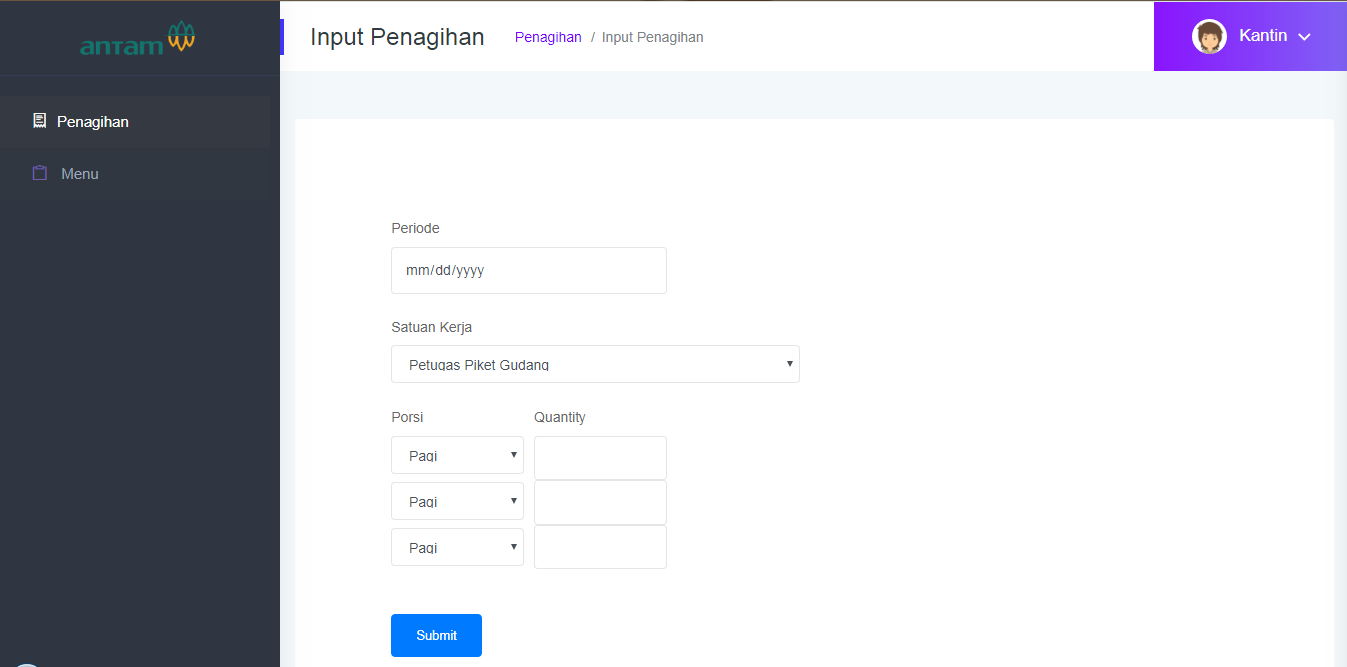 antam
Input Penagihan
Penagihan / Input Penagihan
Kantin
Penagihan
Menu
Periode
mm/dd/yyyy
Satuan Kerja
Petugas Piket Gudang
Porsi Quantity
Pagi
Pagi
Pagi
Submit